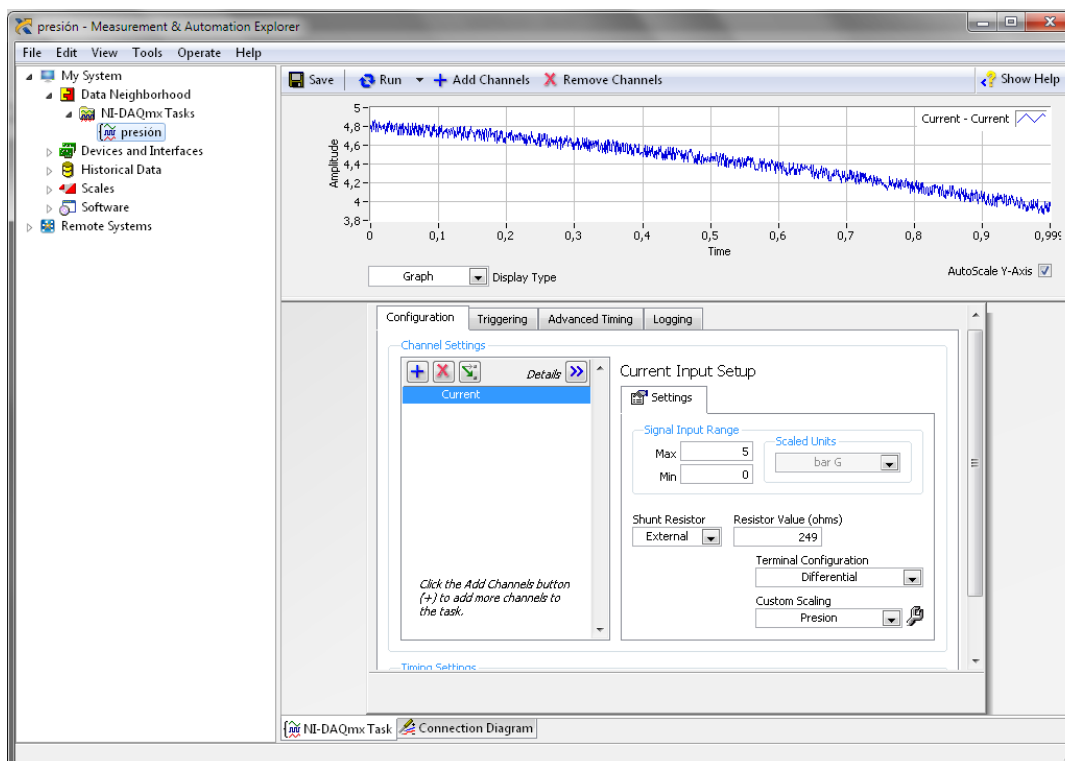 presión - Measurement & Automation Explorer
File Edit View Tools Operate Help
My System
Data Neighborhood
NI-DAQmx Tasks
presión
Devices and Interfaces
Historical Data
Scales
Software
Remote Systems
Save Run Add Channels Remove Channels Show Help
Current - Current
Amplitude
5
4,8
4,6
4,4
4,2
4
3,8
0 0,1 0,2 0,3 0,4 0,5 0,6 0,7 0,8 0,9 0,999
Time
Graph Display Type AutoScale Y-Axis
Configuration Triggering Advanced Timing Logging
Channel Settings
Details
Current
Click the Add Channels button
(+) to add more channels to
the task.
Current Input Setup
Settings
Signal Input Range
Max 5
Min 0
Scaled Units
bar G
Shunt Resistor Resistor Value (ohms)
External 249
Terminal Configuration
Differential
Custom Scaling
Presion
Timing Settings
NI-DAQmx Task Connection Diagram